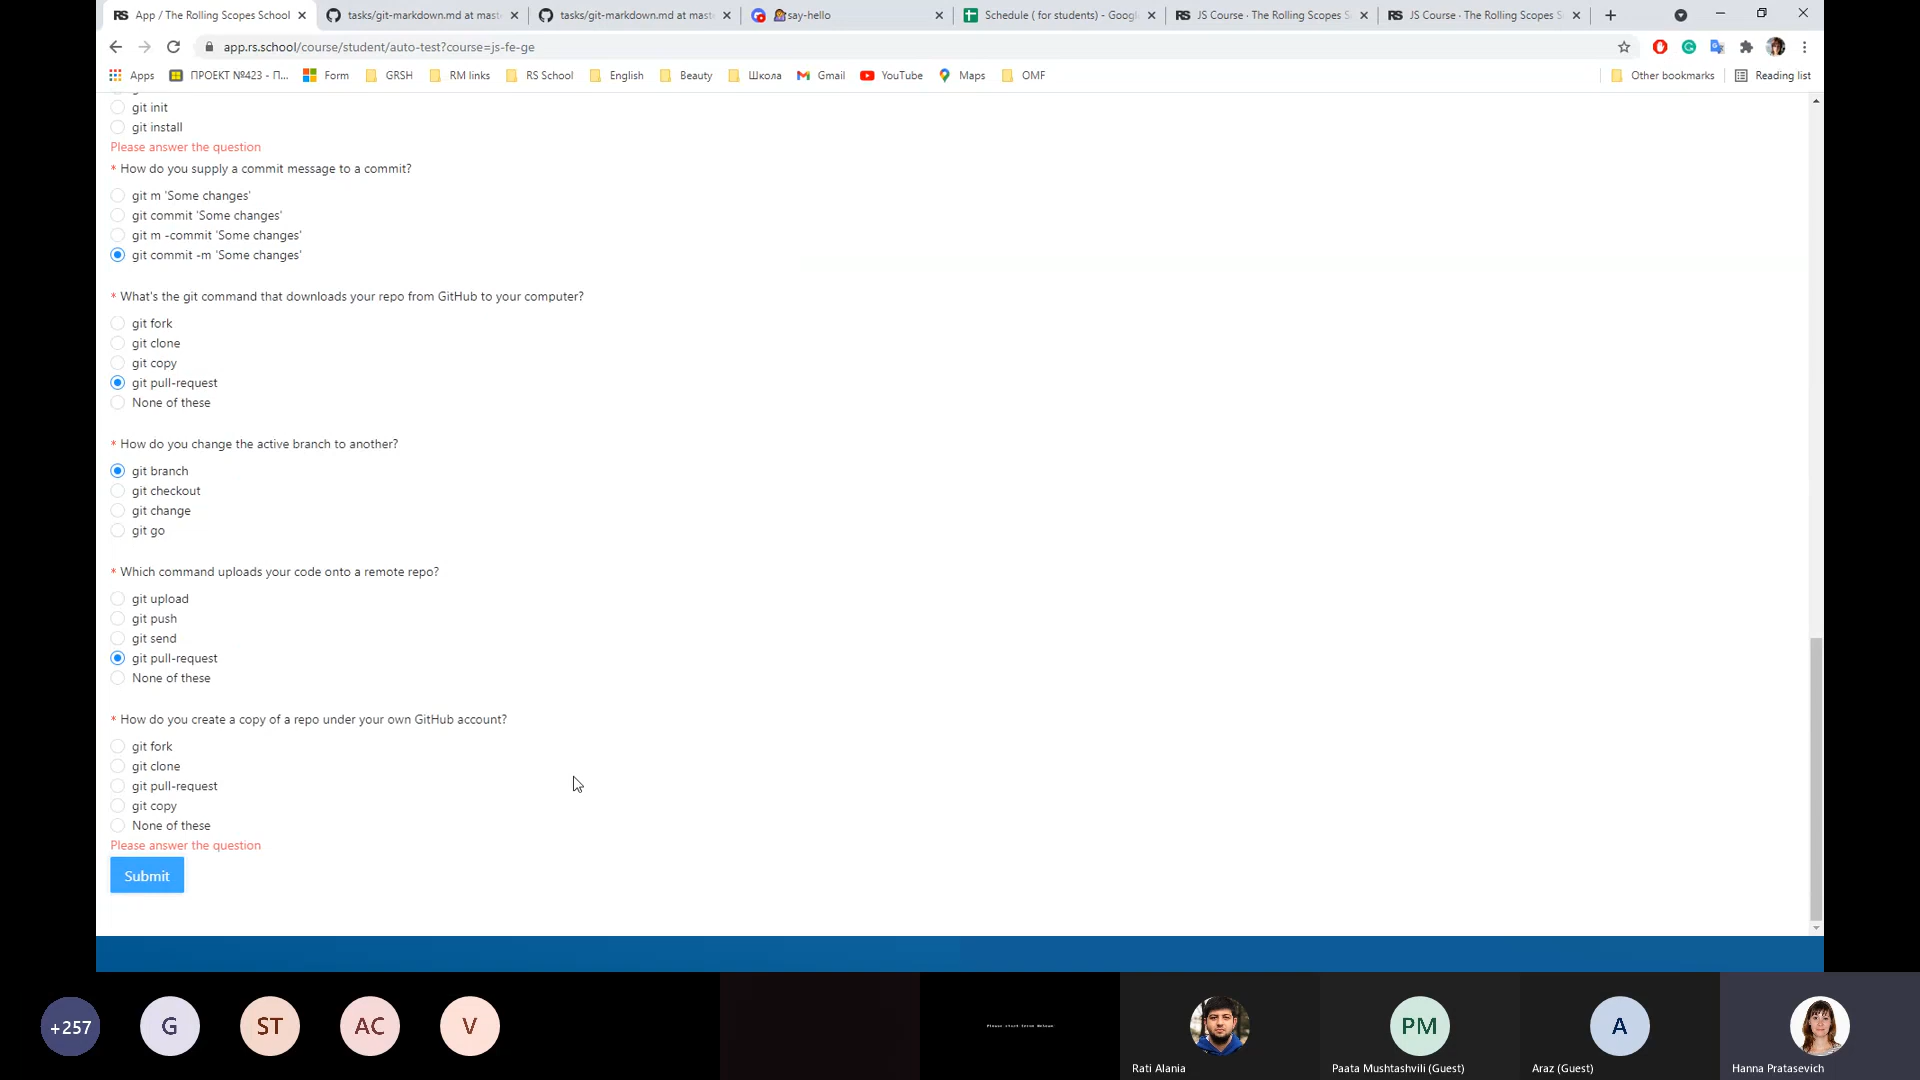 App / The Rolling Scopes School
tasks/git-markdown.md at mast
tasks/git-markdown.md at mast
say-hello
Schedule ( for students) - Googl
JS Course · The Rolling Scopes S
JS Course · The Rolling Scopes S
app.rs.school/course/student/auto-test?course=js-fe-ge
Apps
ПРОЕКТ №423 - П...
Form
GRSH
RM links
RS School
English
Beauty
Школа
Gmail
YouTube
Maps
OMF
Other bookmarks
Reading list
git init
git install
Please answer the question
* How do you supply a commit message to a commit?
git m 'Some changes'
git commit 'Some changes'
git m -commit 'Some changes'
git commit -m 'Some changes'
* What's the git command that downloads your repo from GitHub to your computer?
git fork
git clone
git copy
git pull-request
None of these
* How do you change the active branch to another?
git branch
git checkout
git change
git go
* Which command uploads your code onto a remote repo?
git upload
git push
git send
git pull-request
None of these
* How do you create a copy of a repo under your own GitHub account?
git fork
git clone
git pull-request
git copy
None of these
Please answer the question
Submit
+257
G
ST
AC
V
PM
A
Rati Alania
Paata Mushtashvili (Guest)
Araz (Guest)
Hanna Pratasevich